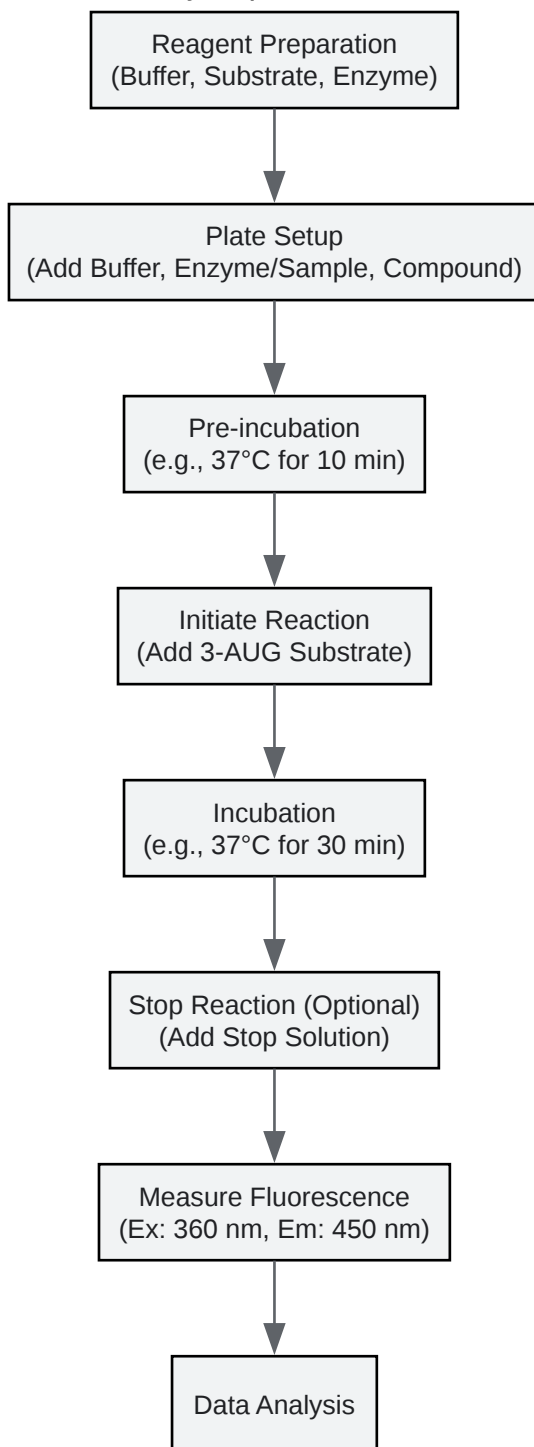 Reagent Preparation
(Buffer, Substrate, Enzyme)
Plate Setup
(Add Buffer, Enzyme/Sample, Compound)
Pre-incubation
(e.g., 37°C for 10 min)
Initiate Reaction
(Add 3-AUG Substrate)
Incubation
(e.g., 37°C for 30 min)
Stop Reaction (Optional)
(Add Stop Solution)
Measure Fluorescence
(Ex: 360 nm, Em: 450 nm)
Data Analysis